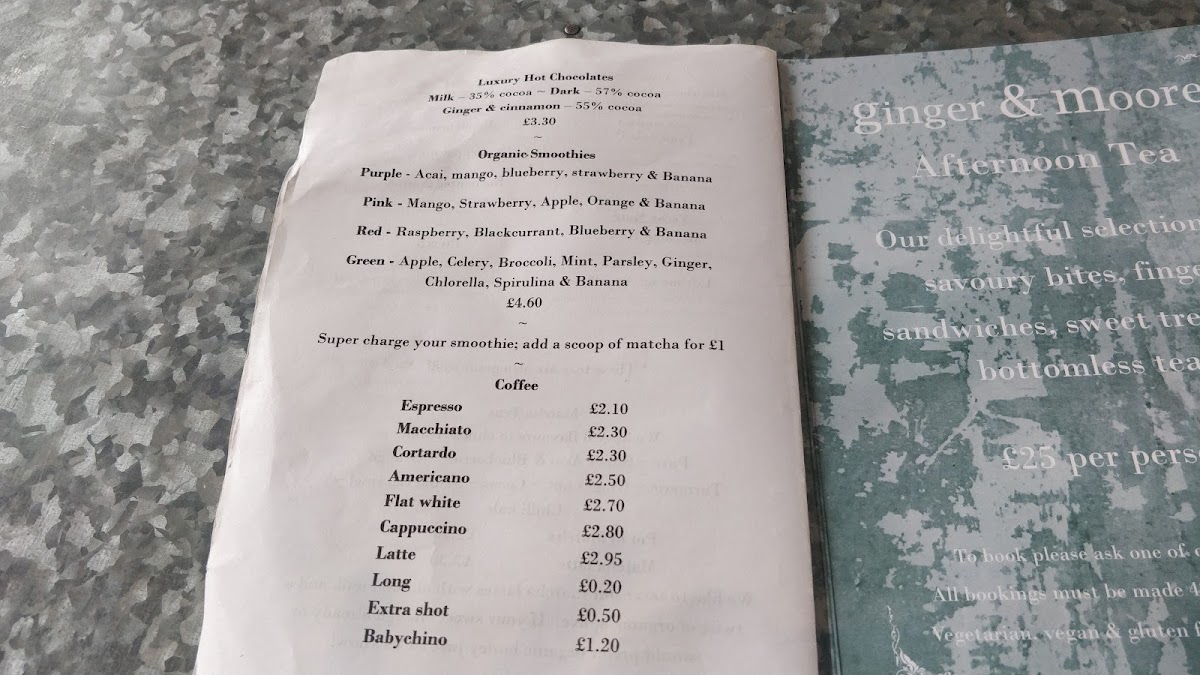 Luxury Hot Chocolates
Milk – 35% cocoa ~ Dark – 57% cocoa
Ginger & cinnamon – 55% cocoa
£3.30
~
Organic Smoothies
Purple - Acai, mango, blueberry, strawberry & Banana
Pink - Mango, Strawberry, Apple, Orange & Banana
Red - Raspberry, Blackcurrant, Blueberry & Banana
Green - Apple, Celery, Broccoli, Mint, Parsley, Ginger,
Chlorella, Spirulina & Banana
£4.60
~
Super charge your smoothie; add a scoop of matcha for £1
~
Coffee
Espresso £2.10
Macchiato £2.30
Cortardo £2.30
Americano £2.50
Flat white £2.70
Cappuccino £2.80
Latte £2.95
Long £0.20
Extra shot £0.50
Babychino £1.20
ginger & moore
Afternoon Tea
Our delightful selection
savoury bites, finge
sandwiches, sweet tre
bottomless tea
£25 per pers
To book please ask one of
All bookings must be made
Vegetarian, vegan & gluten f